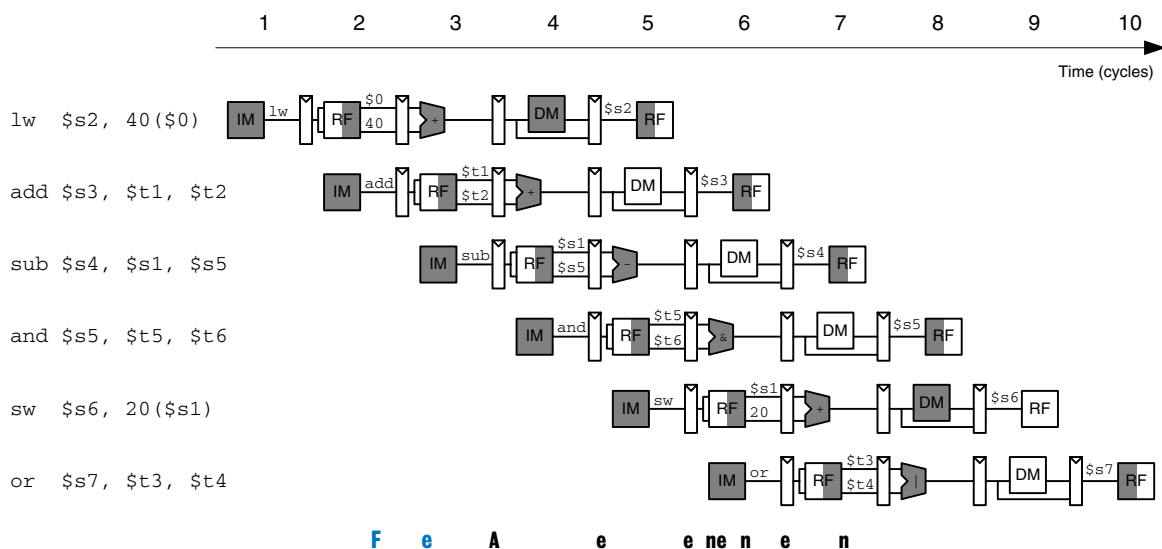 1 2 3 4 5 6 7 8 9 10
Time (cycles)
lw $s2, 40($0) IM lw RF $0 40 + DM $s2 RF
add $s3, $t1, $t2 IM add RF $t1 $t2 + DM $s3 RF
sub $s4, $s1, $s5 IM sub RF $s1 $s5 - DM $s4 RF
and $s5, $t5, $t6 IM and RF $t5 $t6 & DM $s5 RF
sw $s6, 20($s1) IM sw RF $s1 20 + DM $s6 RF
or $s7, $t3, $t4 IM or RF $t3 $t4 | DM $s7 RF
F e A e e ne n e n